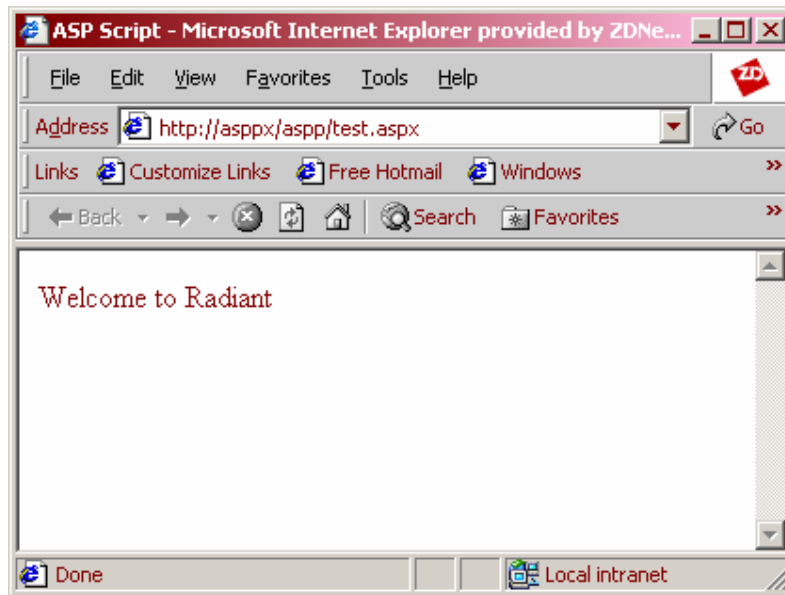 ASP Script - Microsoft Internet Explorer provided by ZDNe...
File Edit View Favorites Tools Help
ZD
Address http://asppx/aspp/test.aspx Go
Links Customize Links Free Hotmail Windows »
Back Search Favorites »
Welcome to Radiant
Done Local intranet